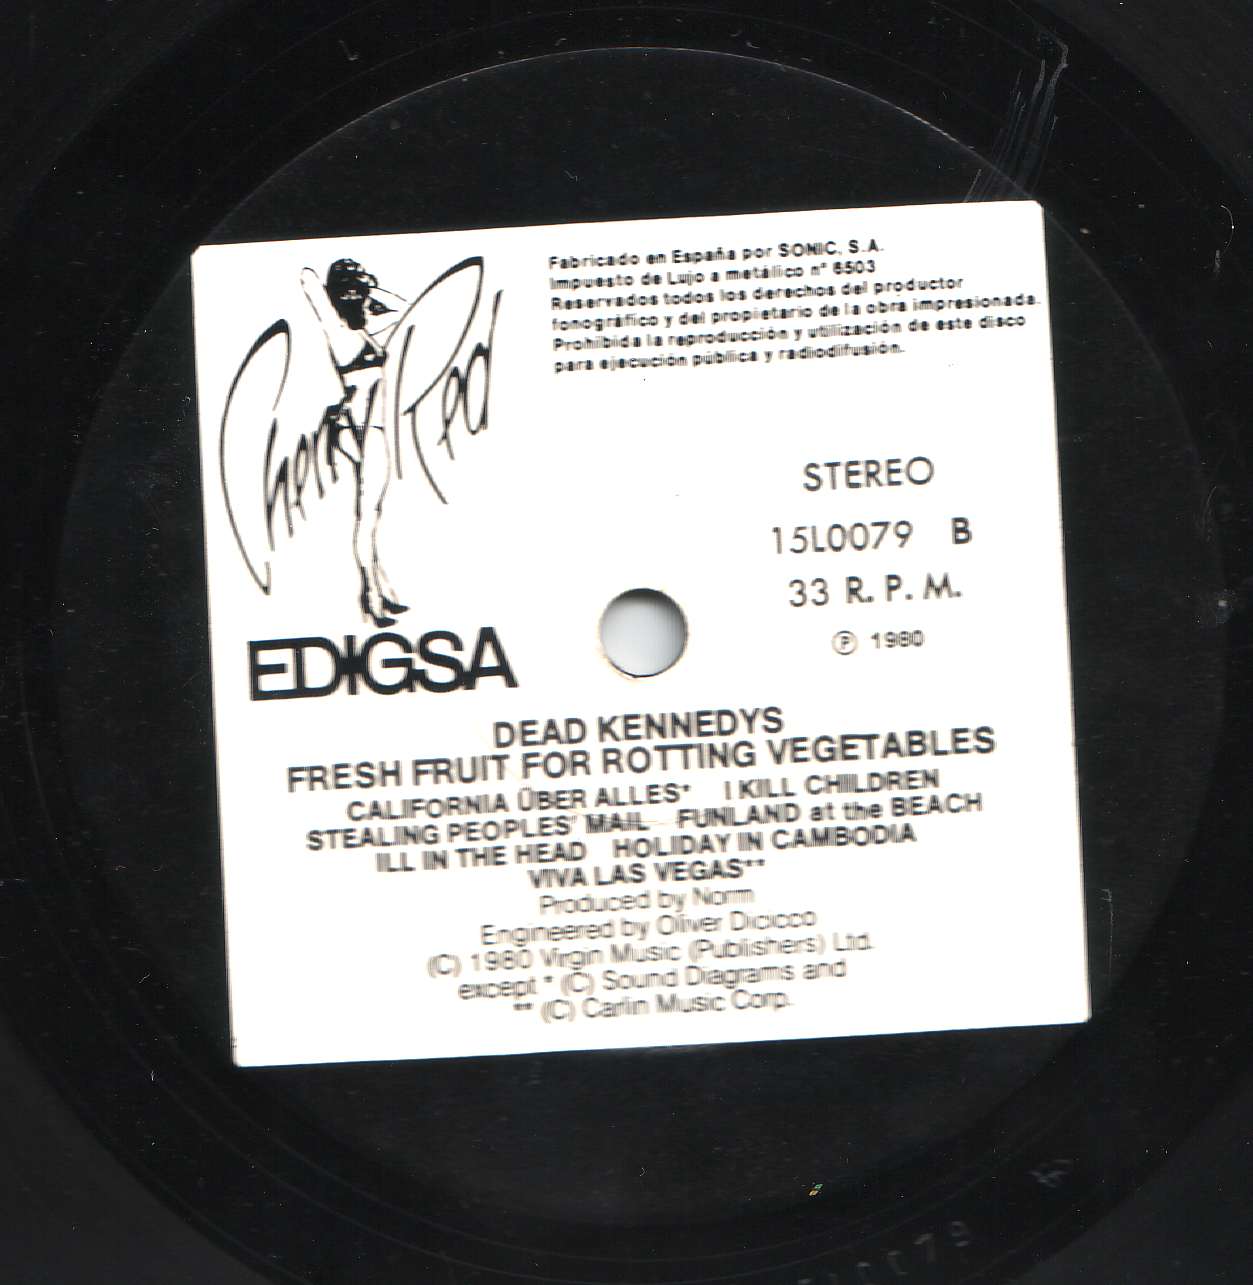 Cherry Red
Fabricado en España por SONIC, S.A.
Impuesto de Lujo a metálico nº 6503
Reservados todos los derechos del productor
fonográfico y del propietario de la obra impresionada.
Prohibida la reproducción y utilización de este disco
para ejecución pública y radiodifusión.
STEREO
15L0079 B
33 R. P. M.
Ⓟ 1980
EDIGSA
DEAD KENNEDYS
FRESH FRUIT FOR ROTTING VEGETABLES
CALIFORNIA ÜBER ALLES* I KILL CHILDREN
STEALING PEOPLES' MAIL FUNLAND at the BEACH
ILL IN THE HEAD HOLIDAY IN CAMBODIA
VIVA LAS VEGAS**
Produced by Norm
Engineered by Oliver Dicicco
(C) 1980 Virgin Music (Publishers) Ltd.
except * (C) Sound Diagrams and
** (C) Carlin Music Corp.